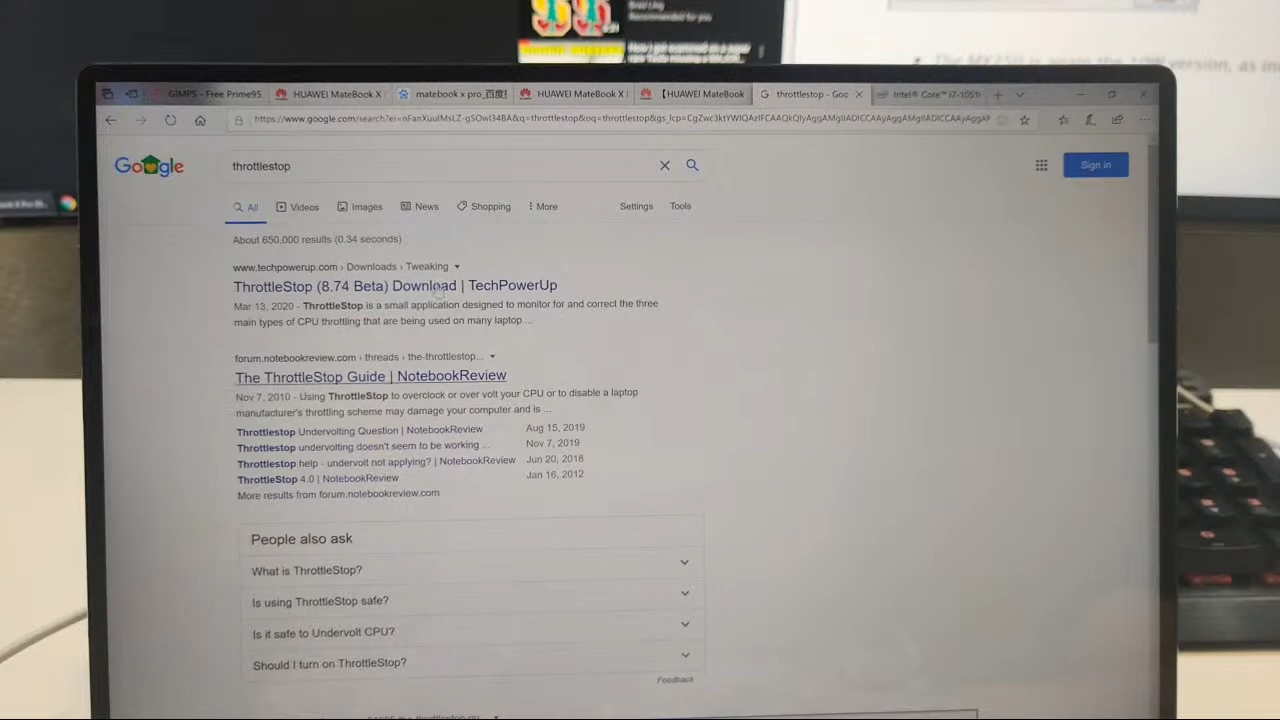 Recommended for you
GIMPS - Free Prime95
HUAWEI MateBook X
matebook x pro_百度
HUAWEI MateBook X
【HUAWEI MateBook
throttlestop - Goo
Intel® Core™ i7-1051
Google
throttlestop
Sign in
All
Videos
Images
News
Shopping
More
Settings
Tools
About 650,000 results (0.34 seconds)
www.techpowerup.com › Downloads › Tweaking
ThrottleStop (8.74 Beta) Download | TechPowerUp
Mar 13, 2020 - ThrottleStop is a small application designed to monitor for and correct the three
main types of CPU throttling that are being used on many laptop ...
forum.notebookreview.com › threads › the-throttlestop...
The ThrottleStop Guide | NotebookReview
Nov 7, 2010 - Using ThrottleStop to overclock or over volt your CPU or to disable a laptop
manufacturer's throttling scheme may damage your computer and is ...
Throttlestop Undervolting Question | NotebookReview Aug 15, 2019
Throttlestop undervolting doesn't seem to be working ... Nov 7, 2019
Throttlestop help - undervolt not applying? | NotebookReview Jun 20, 2018
ThrottleStop 4.0 | NotebookReview Jan 16, 2012
More results from forum.notebookreview.com
People also ask
What is ThrottleStop?
Is using ThrottleStop safe?
Is it safe to Undervolt CPU?
Should I turn on ThrottleStop?
Feedback